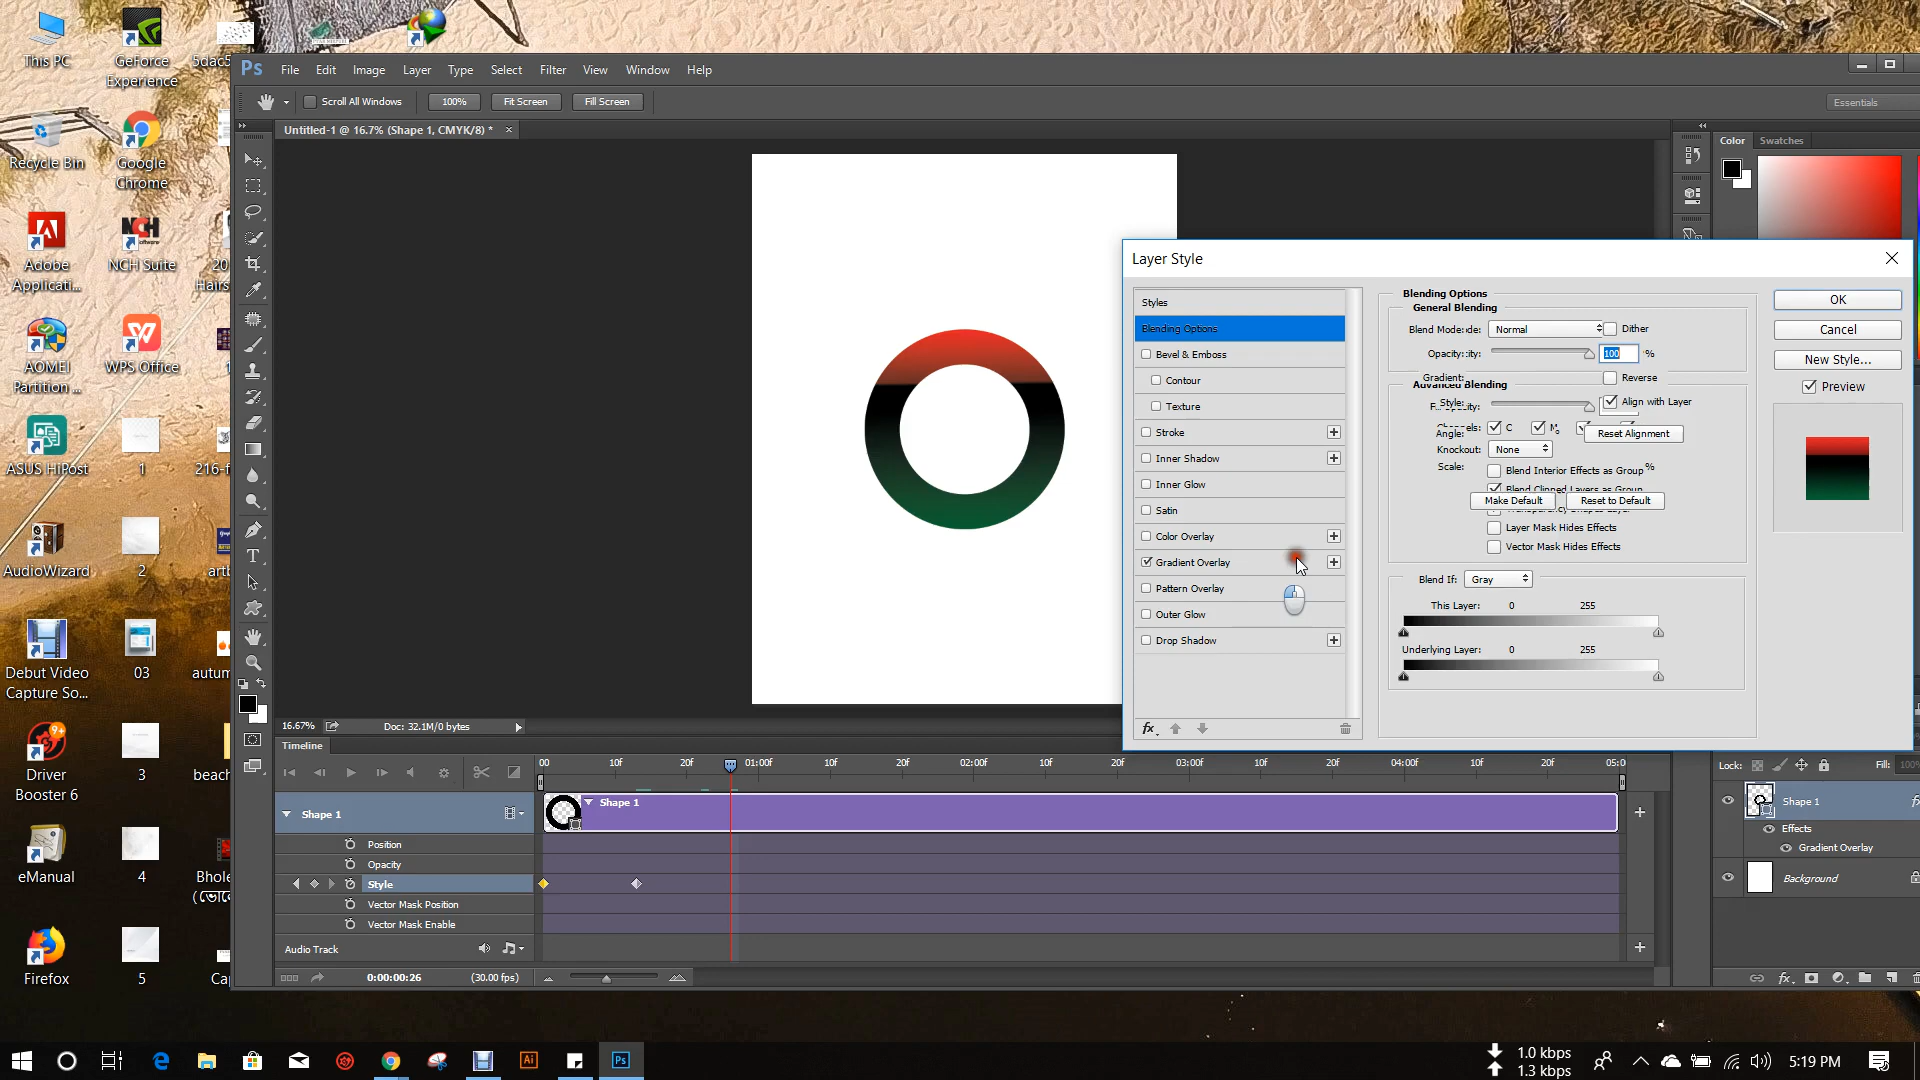 This PC
GeForce
Experience
5dac5
Recycle Bin
Google
Chrome
Adobe
Applicati...
NCH Suite
20
Hairs
AOMEI
Partition ...
WPS Office
1
ASUS HiPost
1
216-f
AudioWizard
2
artb
Debut Video
Capture So...
03
autum
Driver
Booster 6
3
beach
eManual
4
Bhole
Firefox
5
Ca
Ps
File
Edit
Image
Layer
Type
Select
Filter
View
Window
Help
Scroll All Windows
100%
Fit Screen
Fill Screen
Essentials
Untitled-1 @ 16.7% (Shape 1, CMYK/8) *
Color
Swatches
Layer Style
Styles
Blending Options
Bevel & Emboss
Contour
Texture
Stroke
Inner Shadow
Inner Glow
Satin
Color Overlay
Gradient Overlay
Pattern Overlay
Outer Glow
Drop Shadow
fx
Blending Options
General Blending
Blend Mode:
Normal
Dither
Opacity:
100
%
Gradient:
Reverse
Advanced Blending
Style:
Align with Layer
C
M
Angle:
Reset Alignment
Knockout:
None
Scale:
Blend Interior Effects as Group
%
Blend Clipped Layers as Group
Make Default
Reset to Default
Layer Mask Hides Effects
Vector Mask Hides Effects
Blend If:
Gray
This Layer:
0
255
Underlying Layer:
0
255
OK
Cancel
New Style...
Preview
16.67%
Doc: 32.1M/0 bytes
Timeline
00
10f
20f
01:00f
10f
20f
02:00f
10f
20f
03:00f
10f
20f
04:00f
10f
20f
05:0
Shape 1
Shape 1
Position
Opacity
Style
Vector Mask Position
Vector Mask Enable
Audio Track
0:00:00:26
(30.00 fps)
Lock:
Fill:
100%
Shape 1
Effects
Gradient Overlay
Background
fx
Ai
Ps
1.0 kbps
1.3 kbps
5:19 PM